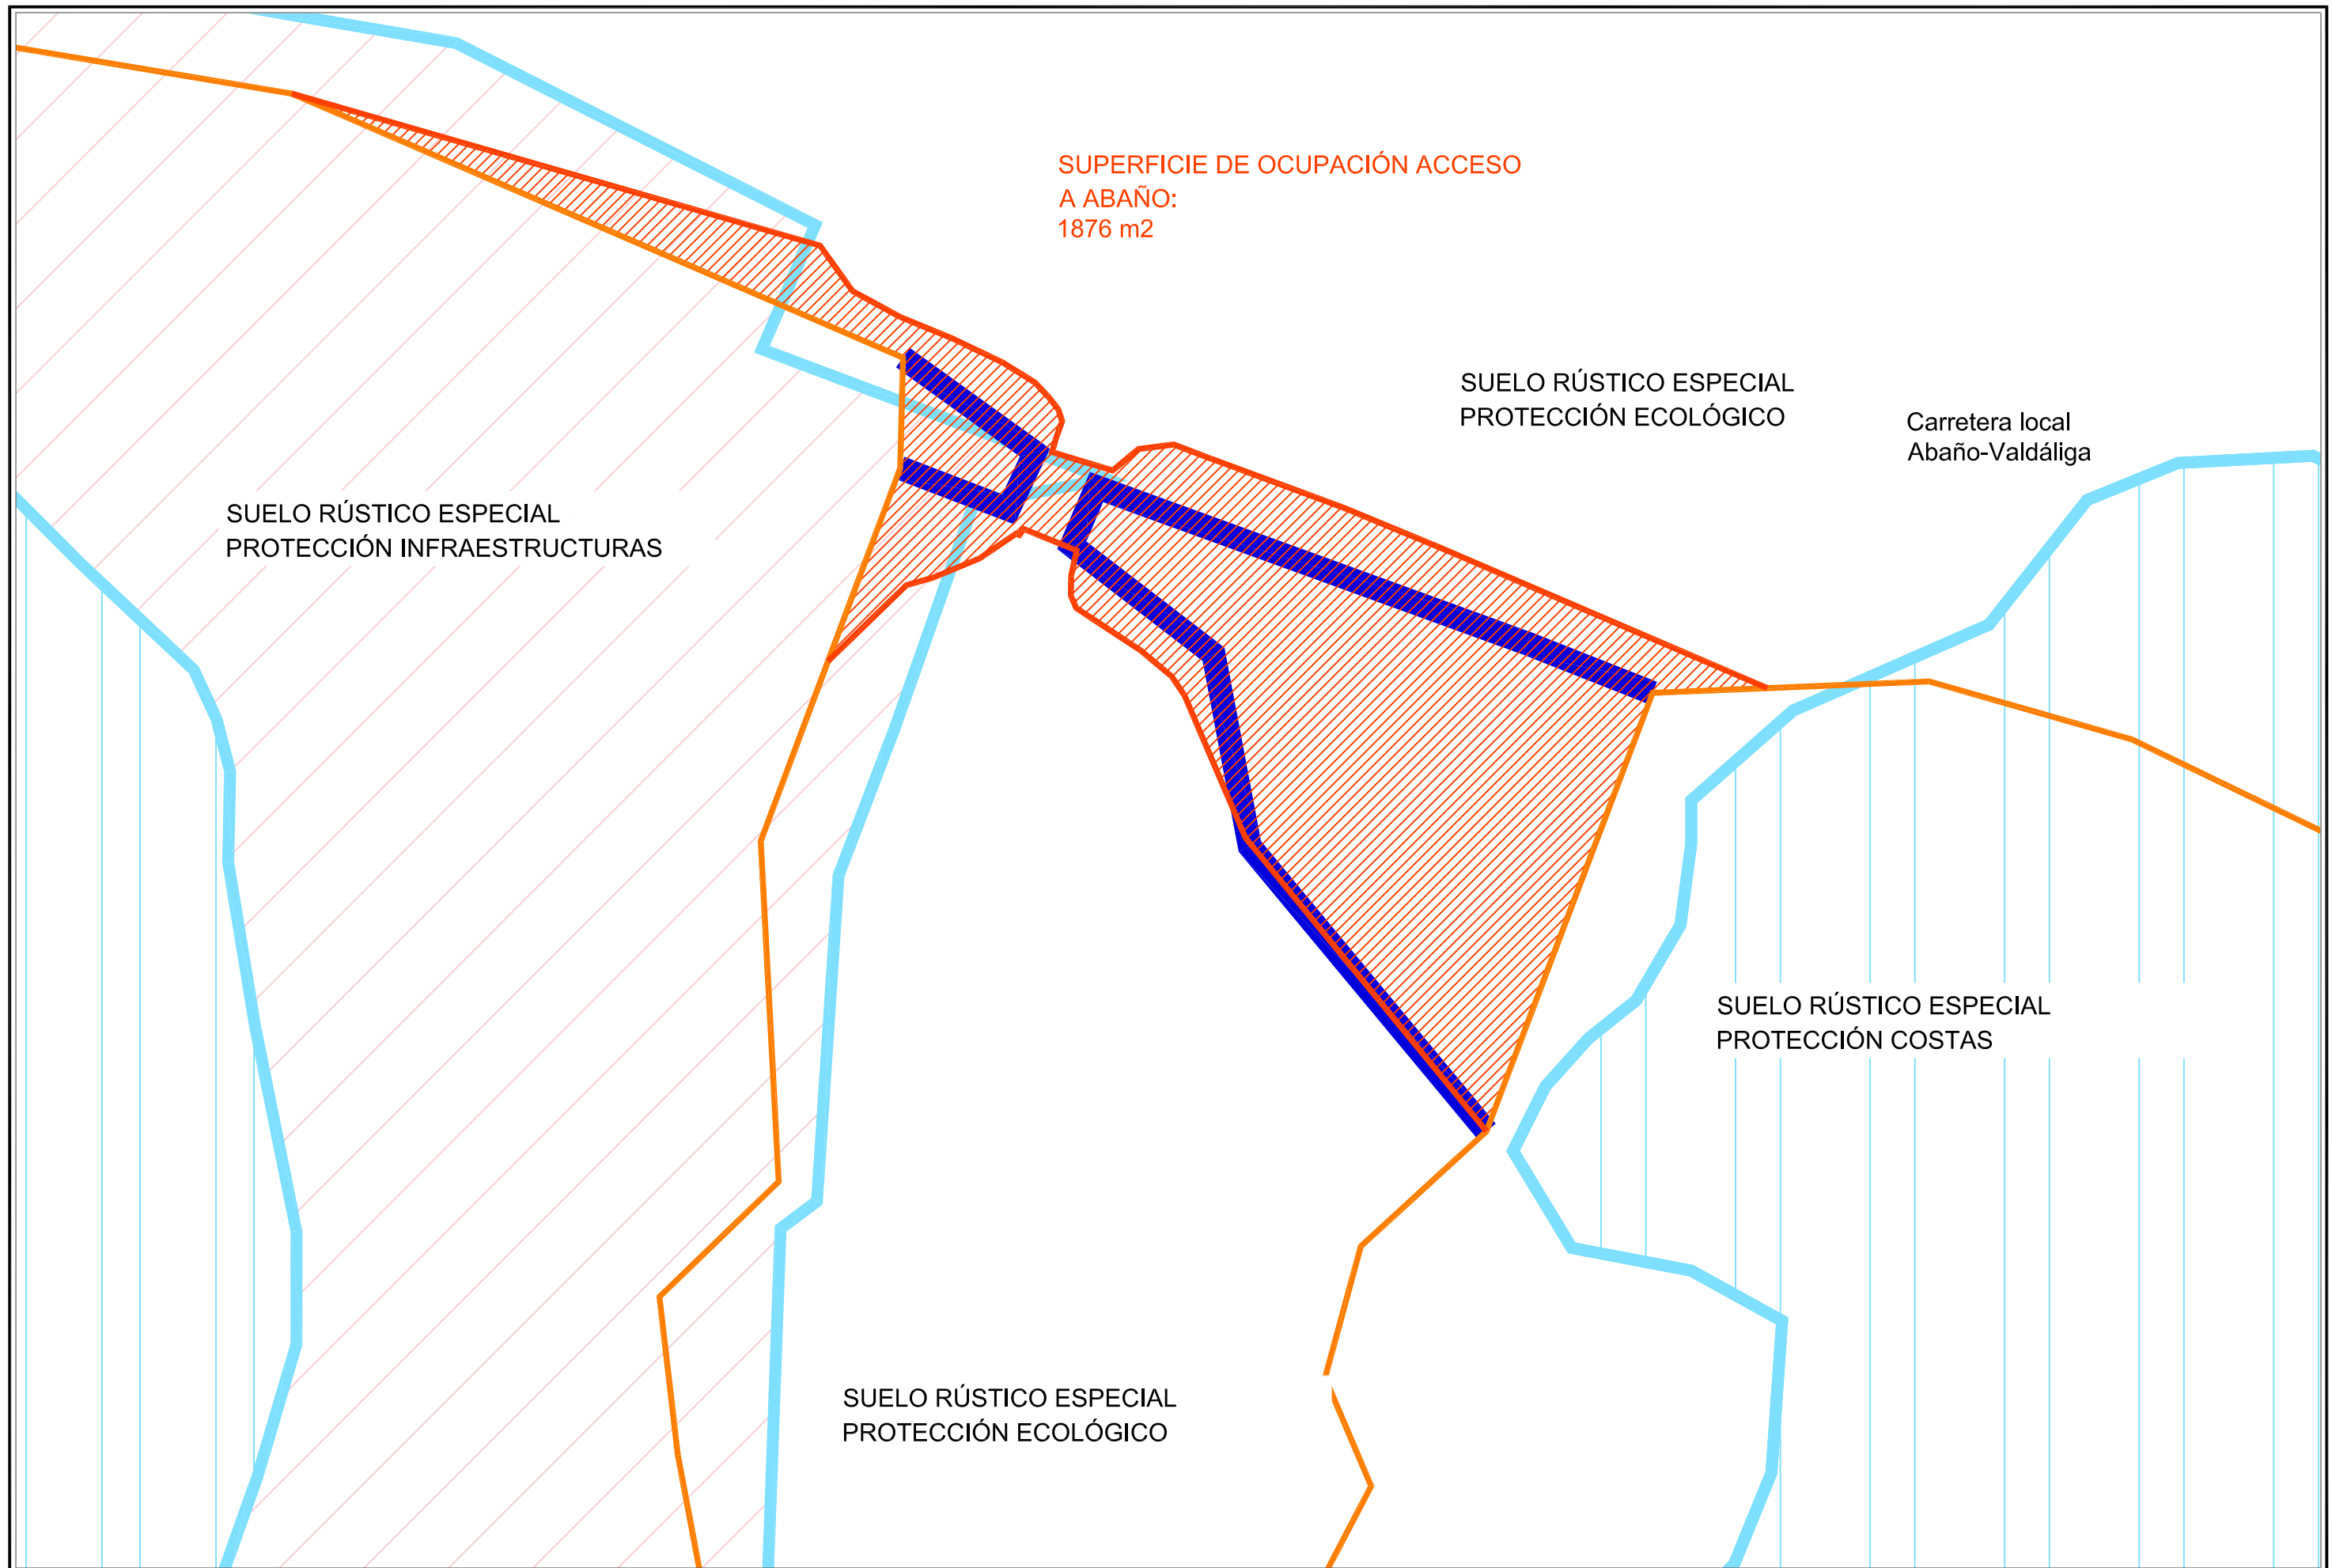 SUPERFICIE DE OCUPACIÓN ACCESO
A ABAÑO:
1876 m2
SUELO RÚSTICO ESPECIAL
PROTECCIÓN ECOLÓGICO
Carretera local
Abaño-Valdáliga
SUELO RÚSTICO ESPECIAL
PROTECCIÓN INFRAESTRUCTURAS
SUELO RÚSTICO ESPECIAL
PROTECCIÓN COSTAS
SUELO RÚSTICO ESPECIAL
PROTECCIÓN ECOLÓGICO